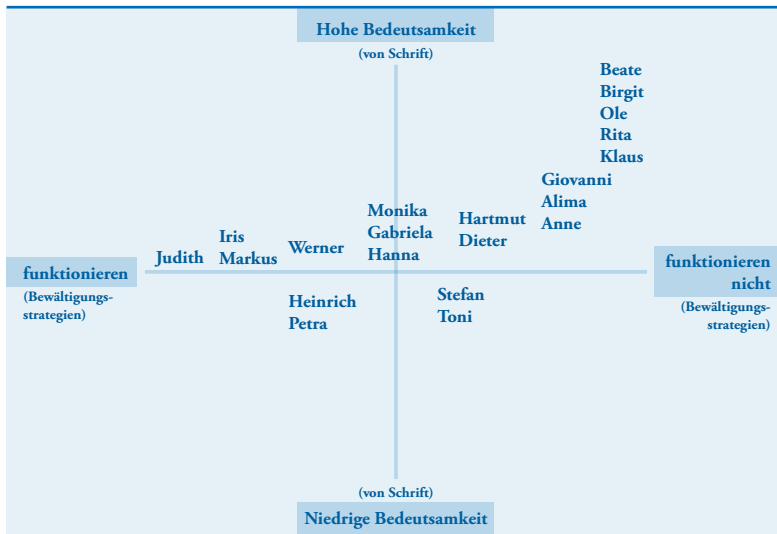 Hohe Bedeutsamkeit
(von Schrift)
Beate
Birgit
Ole
Rita
Klaus
Giovanni
Alima
Anne
Monika
Gabriela
Hanna
Hartmut
Dieter
Iris
Markus
Werner
Judith
funktionieren
(Bewältigungs-
strategien)
funktionieren
nicht
(Bewältigungs-
strategien)
Heinrich
Petra
Stefan
Toni
(von Schrift)
Niedrige Bedeutsamkeit